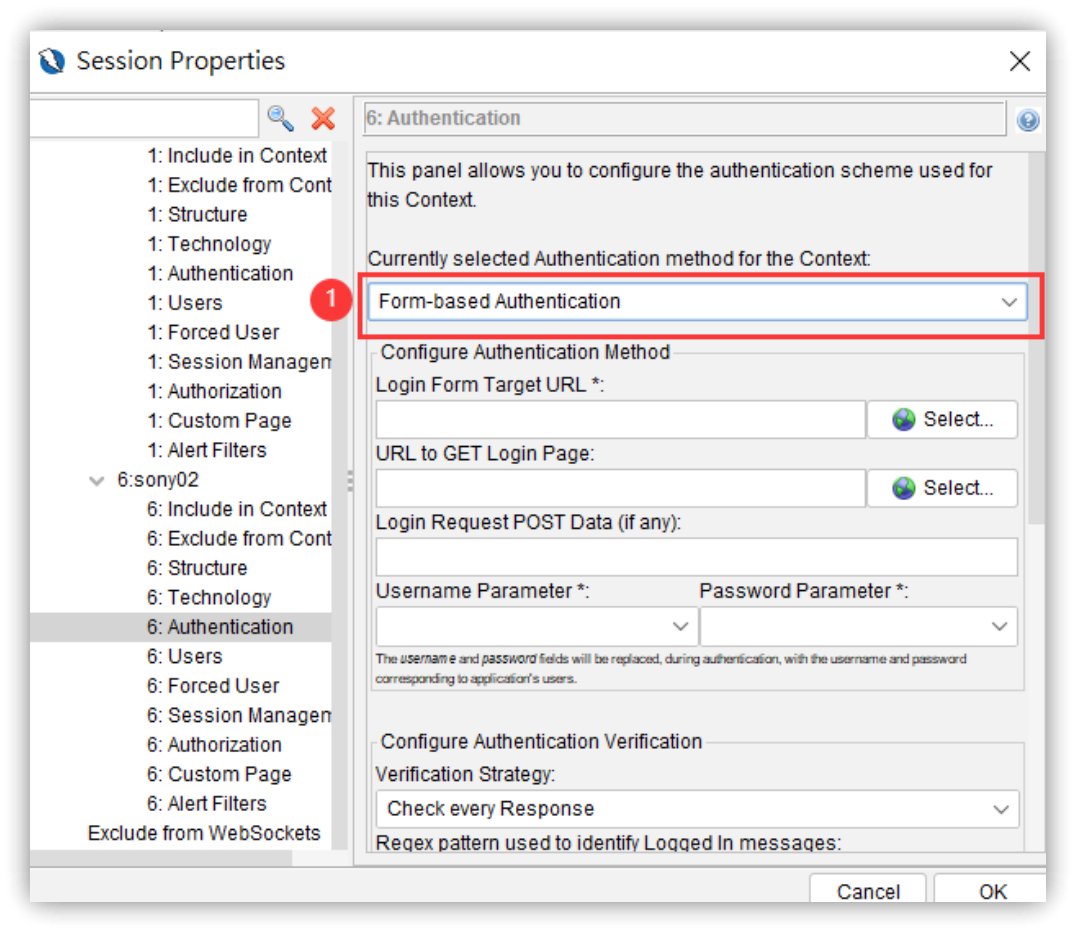 Session Properties
6: Authentication
1: Include in Context
1: Exclude from Cont
1: Structure
1: Technology
1: Authentication
1: Users
1: Forced User
1: Session Managem
1: Authorization
1: Custom Page
1: Alert Filters
6:sony02
6: Include in Context
6: Exclude from Cont
6: Structure
6: Technology
6: Authentication
6: Users
6: Forced User
6: Session Managem
6: Authorization
6: Custom Page
6: Alert Filters
Exclude from WebSockets
This panel allows you to configure the authentication scheme used for
this Context.
Currently selected Authentication method for the Context:
1
Form-based Authentication
Configure Authentication Method
Login Form Target URL *:
Select...
URL to GET Login Page:
Select...
Login Request POST Data (if any):
Username Parameter *: Password Parameter *:
The username and password fields will be replaced, during authentication, with the username and password
corresponding to application's users.
Configure Authentication Verification
Verification Strategy:
Check every Response
Regex pattern used to identify Logged In messages:
Cancel OK